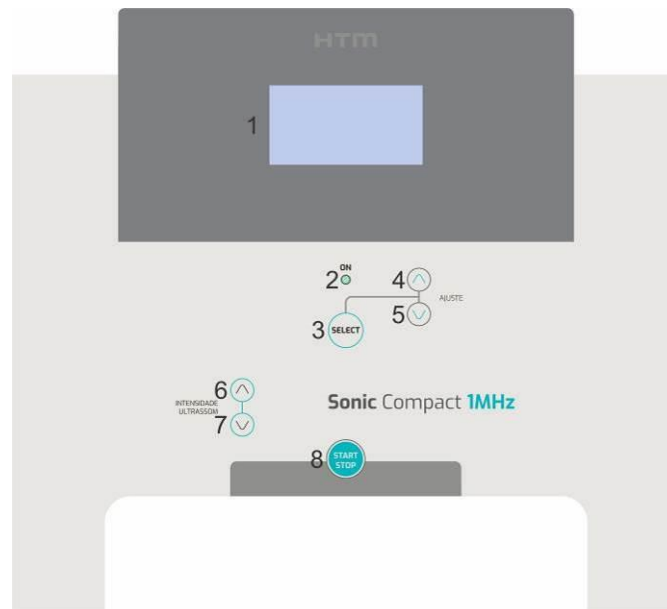 HTM
1
ON
2
4
AJUSTE
3
SELECT
5
6
INTENSIDADE
ULTRASSOM
7
Sonic Compact 1MHz
8
START
STOP